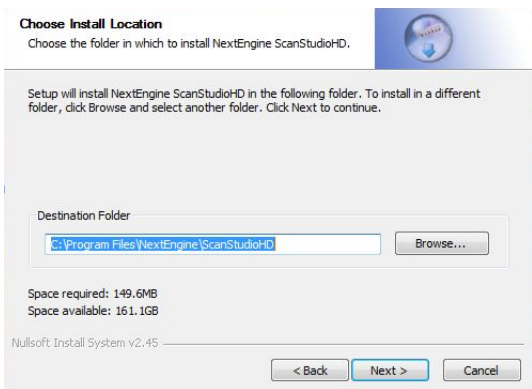 Choose Install Location
Choose the folder in which to install NextEngine ScanStudioHD.
Setup will install NextEngine ScanStudioHD in the following folder. To install in a different
folder, click Browse and select another folder. Click Next to continue.
Destination Folder
C:\Program Files\NextEngine\ScanStudioHD
Browse...
Space required: 149.6MB
Space available: 161.1GB
Nullsoft Install System v2.45
< Back Next > Cancel